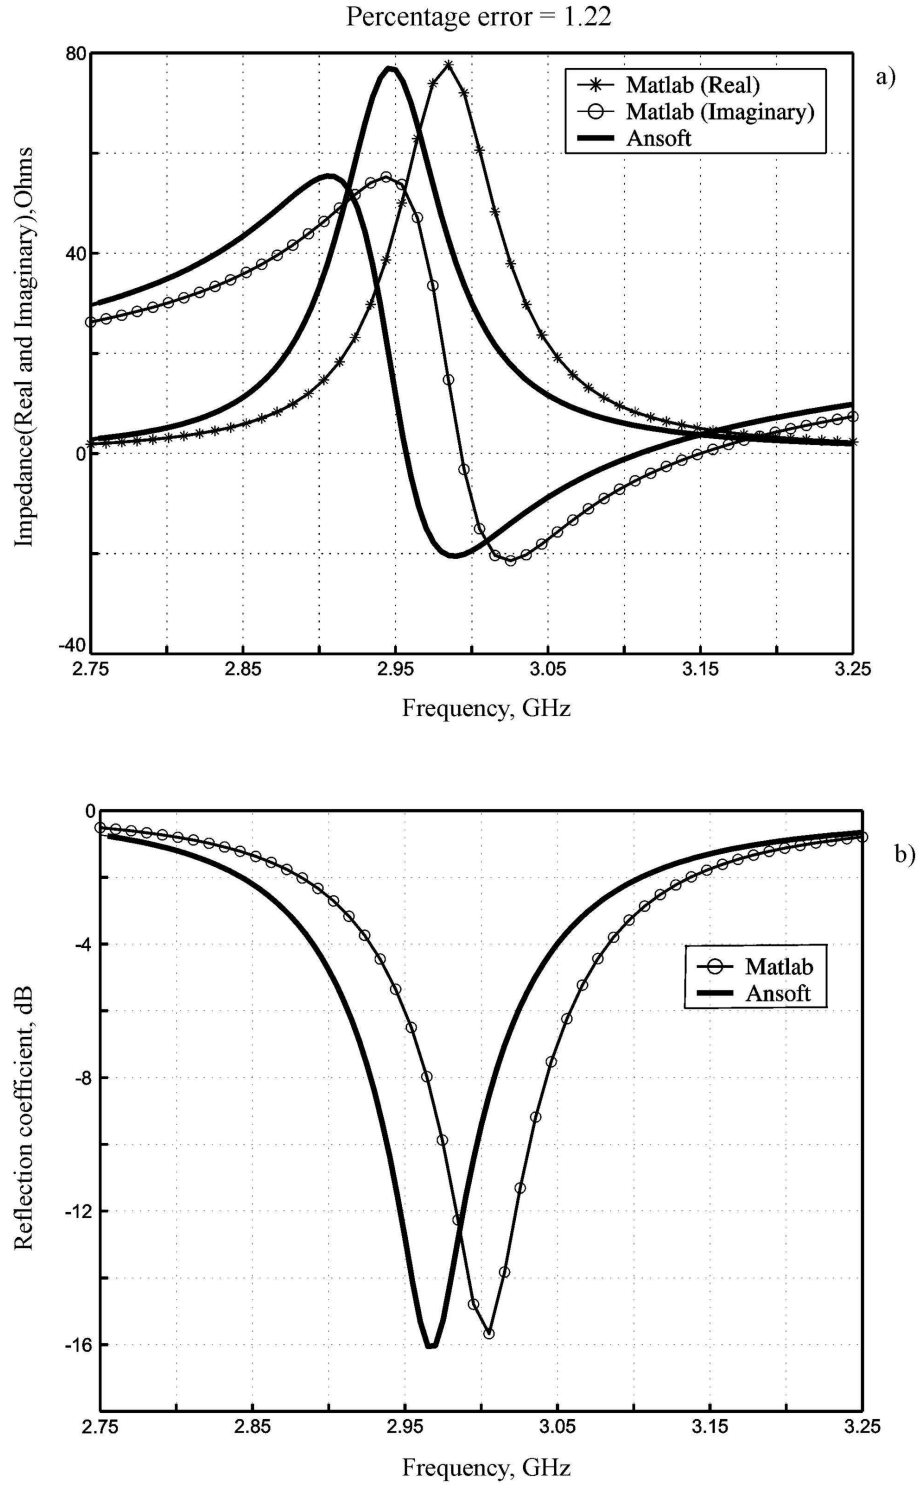 Percentage error = 1.22
a)
Impedance(Real and Imaginary),Ohms
80
40
0
-40
Matlab (Real)
Matlab (Imaginary)
Ansoft
2.75 2.85 2.95 3.05 3.15 3.25
Frequency, GHz
b)
Reflection coefficient, dB
0
-4
-8
-12
-16
Matlab
Ansoft
2.75 2.85 2.95 3.05 3.15 3.25
Frequency, GHz